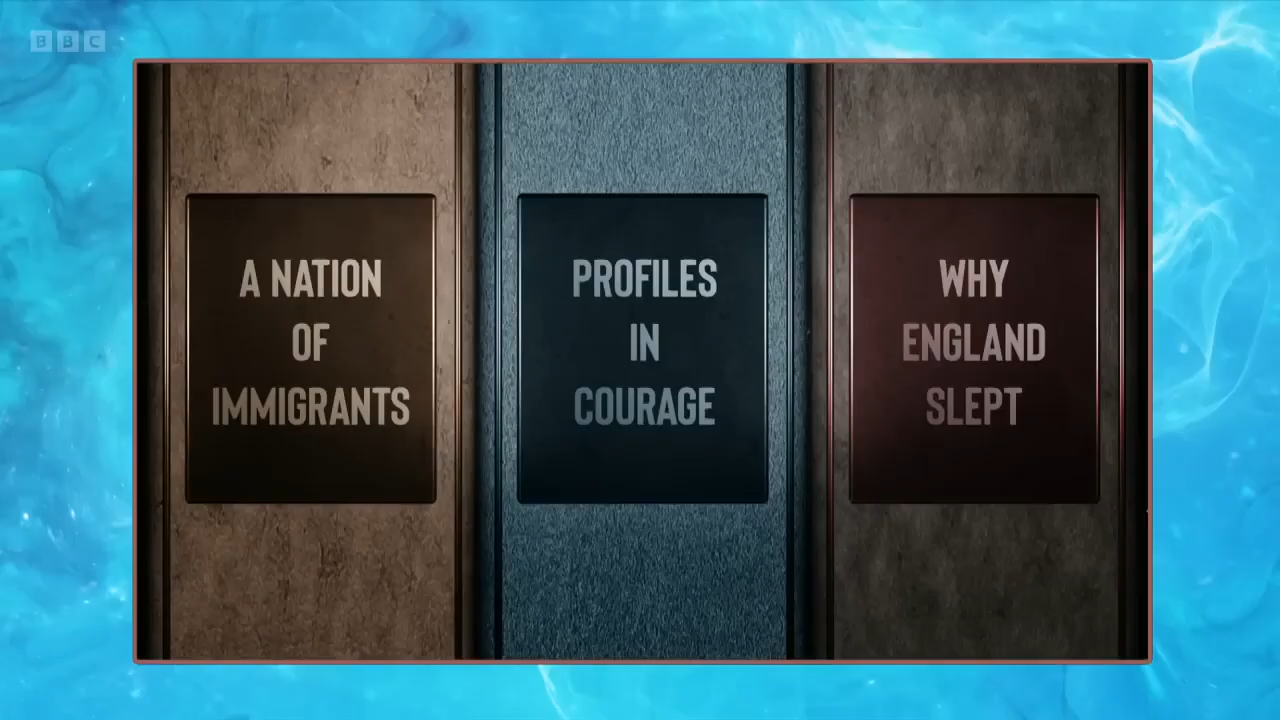 BBC
A NATION
OF
IMMIGRANTS
PROFILES
IN
COURAGE
WHY
ENGLAND
SLEPT